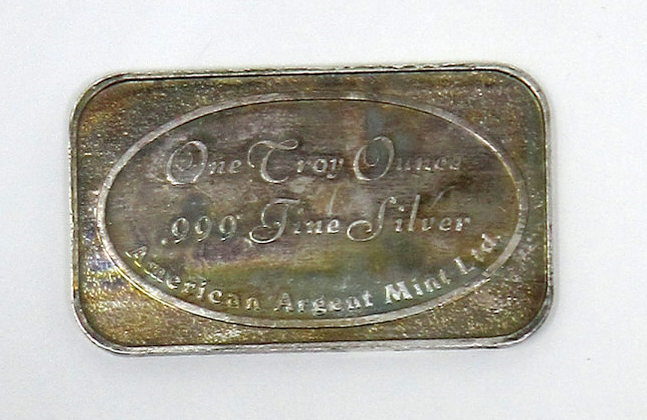 One Troy Ounce
.999 Fine Silver
American Argent Mint Ltd.